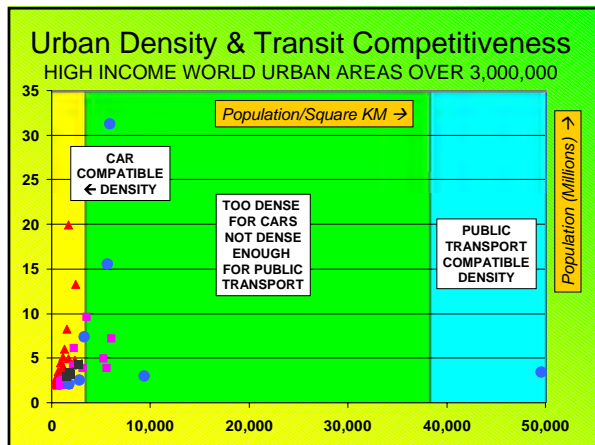 Urban Density & Transit Competitiveness
HIGH INCOME WORLD URBAN AREAS OVER 3,000,000
35
30
25
20
15
10
5
0
Population/Square KM →
Population (Millions) →
CAR
COMPATIBLE
← DENSITY
TOO DENSE
FOR CARS
NOT DENSE
ENOUGH
FOR PUBLIC
TRANSPORT
PUBLIC
TRANSPORT
COMPATIBLE
DENSITY
0
10,000
20,000
30,000
40,000
50,000